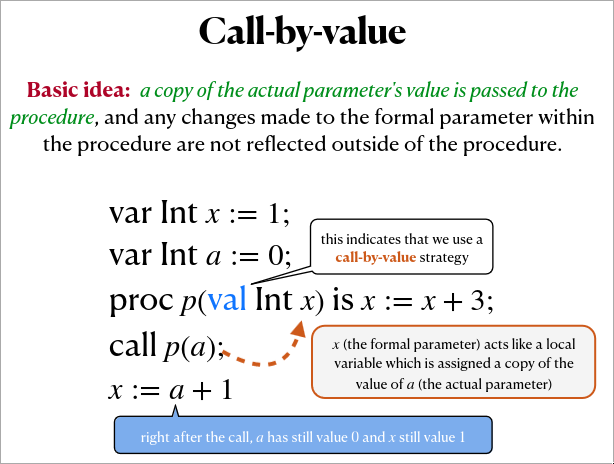 Call-by-value
Basic idea: a copy of the actual parameter's value is passed to the
procedure, and any changes made to the formal parameter within
the procedure are not reflected outside of the procedure.
var Int x := 1;
this indicates that we use a
call-by-value strategy
var Int a := 0;
proc p(val Int x) is x := x + 3;
call p(a);
x (the formal parameter) acts like a local
variable which is assigned a copy of the
value of a (the actual parameter)
x := a + 1
right after the call, a has still value 0 and x still value 1